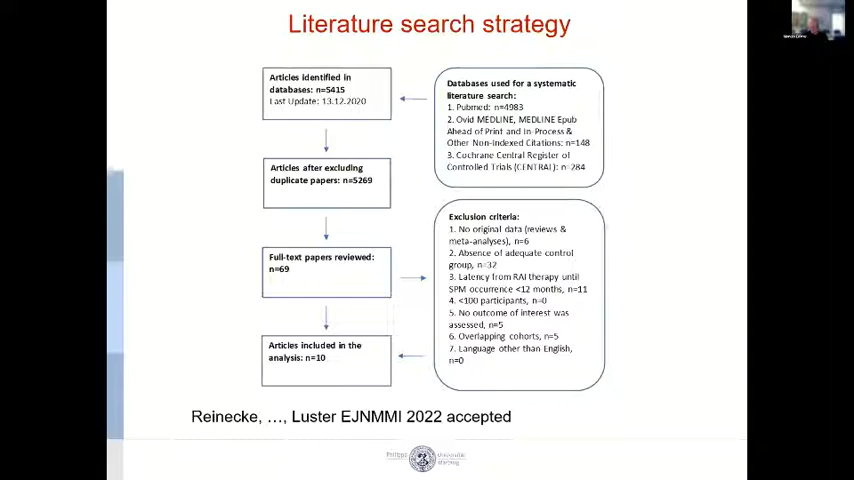 Literature search strategy
Articles identified in
databases: n=5415
Last Update: 13.12.2020
Databases used for a systematic
literature search:
1. Pubmed: n=4983
2. Ovid MEDLINE, MEDLINE Epub
Ahead of Print and In-Process &
Other Non-Indexed Citations: n=148
3. Cochrane Central Register of
Controlled Trials (CENTRAL): n=284
Articles after excluding
duplicate papers: n=5269
Full-text papers reviewed:
n=69
Exclusion criteria:
1. No original data (reviews &
meta-analyses), n=6
2. Absence of adequate control
group, n=32
3. Latency from RAI therapy until
SPM occurrence <12 months, n=11
4. <100 participants, n=0
5. No outcome of interest was
assessed, n=5
6. Overlapping cohorts, n=5
7. Language other than English,
n=0
Articles included in the
analysis: n=10
Reinecke, ..., Luster EJNMMI 2022 accepted
Philipps
Universität
Marburg